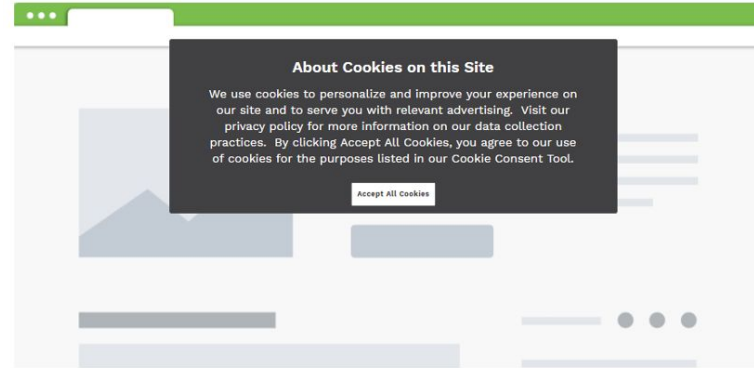 About Cookies on this Site
We use cookies to personalize and improve your experience on
our site and to serve you with relevant advertising. Visit our
privacy policy for more information on our data collection
practices. By clicking Accept All Cookies, you agree to our use
of cookies for the purposes listed in our Cookie Consent Tool.
Accept All Cookies